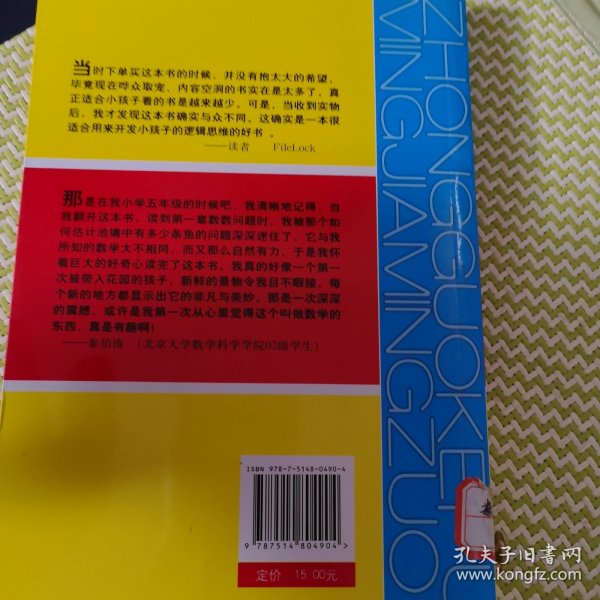 当时下单买这本书的时候，并没有抱太大的希望，
毕竟现在哗众取宠、内容空洞的书实在是太多了，真
正适合小孩子看的书是越来越少。可是，当收到实物
后，我才发现这本书确实与众不同。这确实是一本很
适合用来开发小孩子的逻辑思维的好书 。
——读者 FileLock
那是在我小学五年级的时候吧，我清晰地记得，当
我翻开这本书，读到第一章数数问题时，我被那个如
何估计池塘中有多少条鱼的问题深深迷住了，它与我
所知的数学大不相同，而又那么自然有力，于是我怀
着巨大的好奇心读完了这本书。我真的好像一个第一
次被带入花园的孩子，新鲜的景物令我目不暇接，每
个新的地方都显示出它的非凡与美妙。那是一次深深
的震撼，或许是我第一次从心里觉得这个叫做数学的
东西，真是有趣啊！
——秦伯涛 （北京大学数学科学学院02级学生）
ZHONGGUOKEPU
MINGJIAMINGZUO
ISBN 978-7-5148-0490-4
9 787514 804904 >
定价 15.00元
孔夫子旧书网
www.kongfz.com